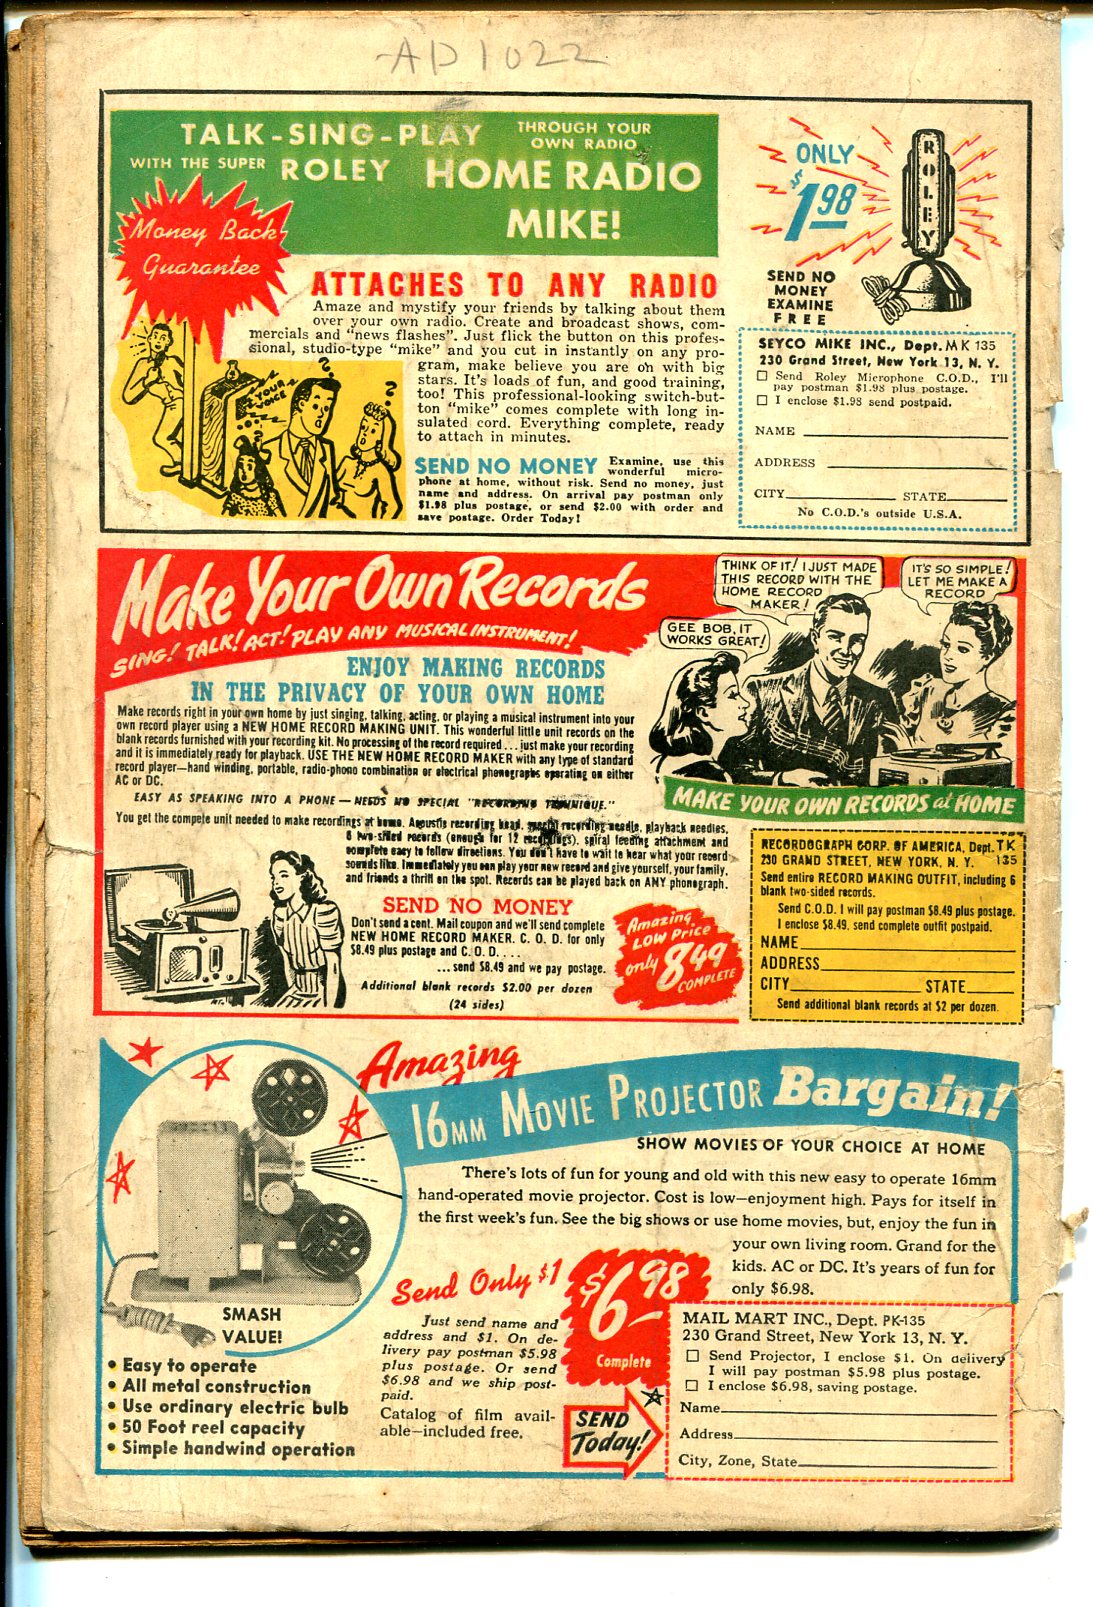 AD1022
TALK-SING-PLAY THROUGH YOUR
OWN RADIO
WITH THE SUPER ROLEY HOME RADIO
MIKE!
Money Back
Guarantee
ONLY
$1.98
ROLEY
SEND NO
MONEY
EXAMINE
FREE
ATTACHES TO ANY RADIO
Amaze and mystify your friends by talking about them
over your own radio. Create and broadcast shows, com-
mercials and "news flashes". Just flick the button on this profes-
sional, studio-type "mike" and you cut in instantly on any pro-
gram, make believe you are on with big
stars. It's loads of fun, and good training,
too! This professional-looking switch-but-
ton "mike" comes complete with long in-
sulated cord. Everything complete, ready
to attach in minutes.
YOUR
VOICE
SEND NO MONEY Examine, use this
wonderful micro-
phone at home, without risk. Send no money, just
name and address. On arrival pay postman only
$1.98 plus postage, or send $2.00 with order and
save postage. Order Today!
SEYCO MIKE INC., Dept. MK 135
230 Grand Street, New York 13, N. Y.
Send Roley Microphone C.O.D., I'll
pay postman $1.98 plus postage.
I enclose $1.98 send postpaid.
NAME
ADDRESS
CITY STATE
No C.O.D.'s outside U.S.A.
Make Your Own Records
SING! TALK! ACT! PLAY ANY MUSICAL INSTRUMENT!
THINK OF IT! I JUST MADE
THIS RECORD WITH THE
HOME RECORD
MAKER!
IT'S SO SIMPLE!
LET ME MAKE A
RECORD
GEE BOB, IT
WORKS GREAT!
ENJOY MAKING RECORDS
IN THE PRIVACY OF YOUR OWN HOME
Make records right in your own home by just singing, talking, acting, or playing a musical instrument into your
own record player using a NEW HOME RECORD MAKING UNIT. This wonderful little unit records on the
blank records furnished with your recording kit. No processing of the record required ... just make your recording
and it is immediately ready for playback. USE THE NEW HOME RECORD MAKER with any type of standard
record player—hand winding, portable, radio-phono combination or electrical phonographs operating on either
AC or DC.
EASY AS SPEAKING INTO A PHONE — NEEDS NO SPECIAL "RECORDING TECHNIQUE."
You get the compete unit needed to make recordings at home. Acoustic recording head, special recording needle, playback needles,
6 two-sided records (enough for 12 recordings), spiral feeding attachment and
complete easy to follow directions. You don't have to wait to hear what your record
sounds like. Immediately you can play your new record and give yourself, your family,
and friends a thrill on the spot. Records can be played back on ANY phonograph.
MAKE YOUR OWN RECORDS at HOME
SEND NO MONEY
Don't send a cent. Mail coupon and we'll send complete
NEW HOME RECORD MAKER. C. O. D. for only
$8.49 plus postage and C. O. D. ...
... send $8.49 and we pay postage.
Additional blank records $2.00 per dozen
(24 sides)
Amazing
LOW Price
only 8.49
COMPLETE
RECORDOGRAPH CORP. OF AMERICA, Dept. TK
230 GRAND STREET, NEW YORK, N. Y. 135
Send entire RECORD MAKING OUTFIT, including 6
blank two-sided records.
Send C.O.D. I will pay postman $8.49 plus postage.
I enclose $8.49, send complete outfit postpaid.
NAME
ADDRESS
CITY STATE
Send additional blank records at $2 per dozen.
Amazing
16MM MOVIE PROJECTOR Bargain!
SHOW MOVIES OF YOUR CHOICE AT HOME
There's lots of fun for young and old with this new easy to operate 16mm
hand-operated movie projector. Cost is low—enjoyment high. Pays for itself in
the first week's fun. See the big shows or use home movies, but, enjoy the fun in
your own living room. Grand for the
kids. AC or DC. It's years of fun for
only $6.98.
SMASH
VALUE!
• Easy to operate
• All metal construction
• Use ordinary electric bulb
• 50 Foot reel capacity
• Simple handwind operation
Send Only $1
Just send name and
address and $1. On de-
livery pay postman $5.98
plus postage. Or send
$6.98 and we ship post-
paid.
Catalog of film avail-
able—included free.
$6.98
Complete
SEND
Today!
MAIL MART INC., Dept. PK-135
230 Grand Street, New York 13, N. Y.
Send Projector, I enclose $1. On delivery
I will pay postman $5.98 plus postage.
I enclose $6.98, saving postage.
Name
Address
City, Zone, State